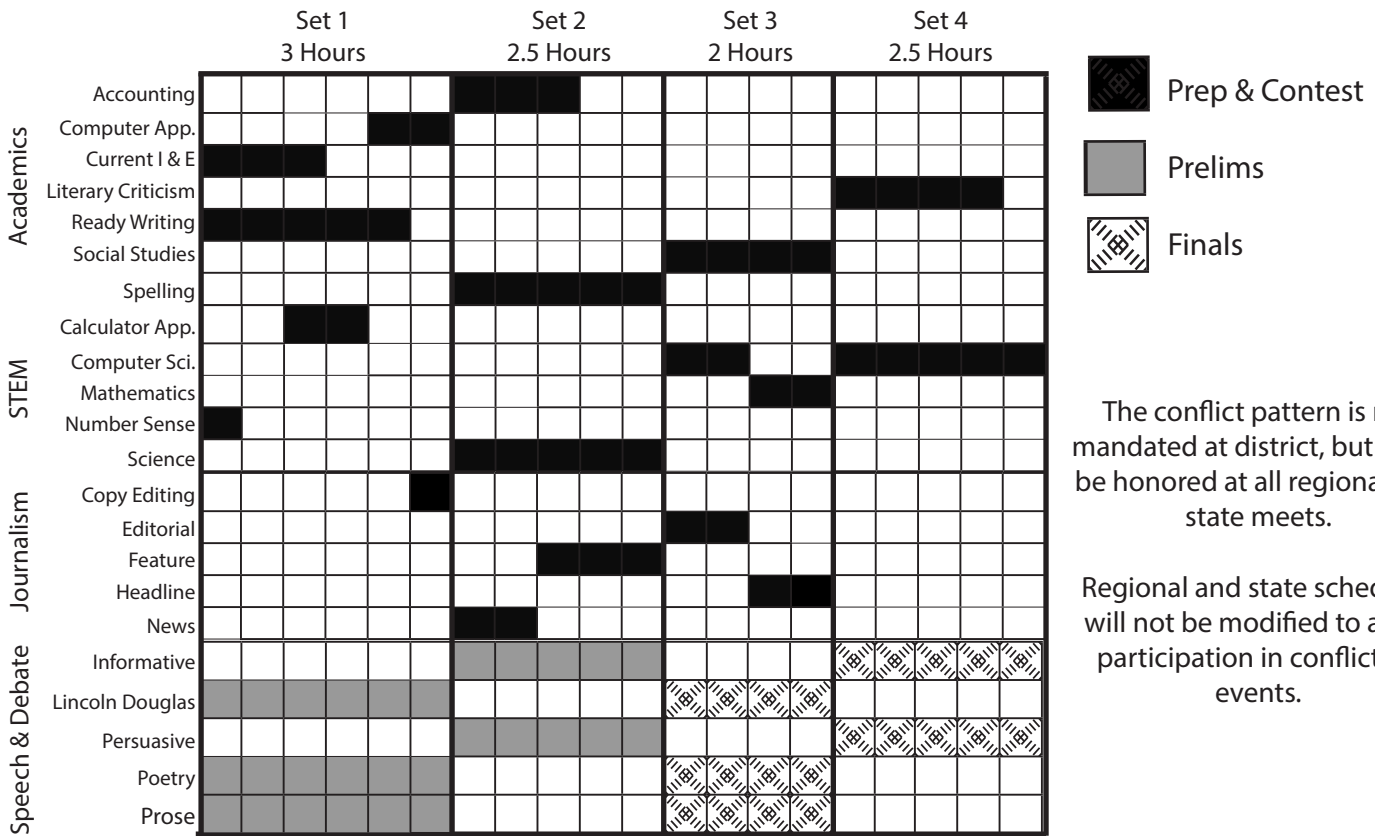 Set 1
3 Hours
Set 2
2.5 Hours
Set 3
2 Hours
Set 4
2.5 Hours
Academics
Accounting
Computer App.
Current I & E
Literary Criticism
Ready Writing
Social Studies
Spelling
STEM
Calculator App.
Computer Sci.
Mathematics
Number Sense
Science
Journalism
Copy Editing
Editorial
Feature
Headline
News
Speech & Debate
Informative
Lincoln Douglas
Persuasive
Poetry
Prose
Prep & Contest
Prelims
Finals
The conflict pattern is
mandated at district, but
be honored at all
state meets.
Regional and state
will not be modified to
participation in
events.